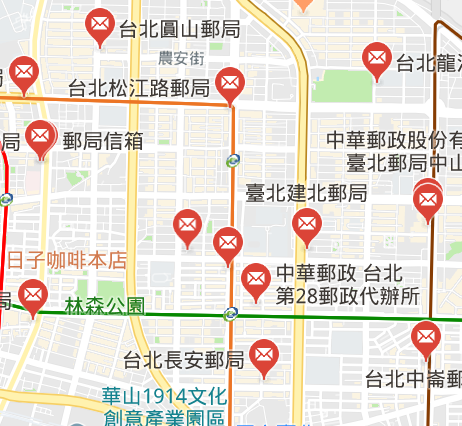 台北圓山郵局
農安街
台北龍
局
台北松江路郵局
局
郵局信箱
中華郵政股份有
臺北郵局中山
臺北建北郵局
日子咖啡本店
中華郵政 台北
第28郵政代辦所
局
林森公園
台北長安郵局
台北中崙郵
華山1914文化
創意產業園區